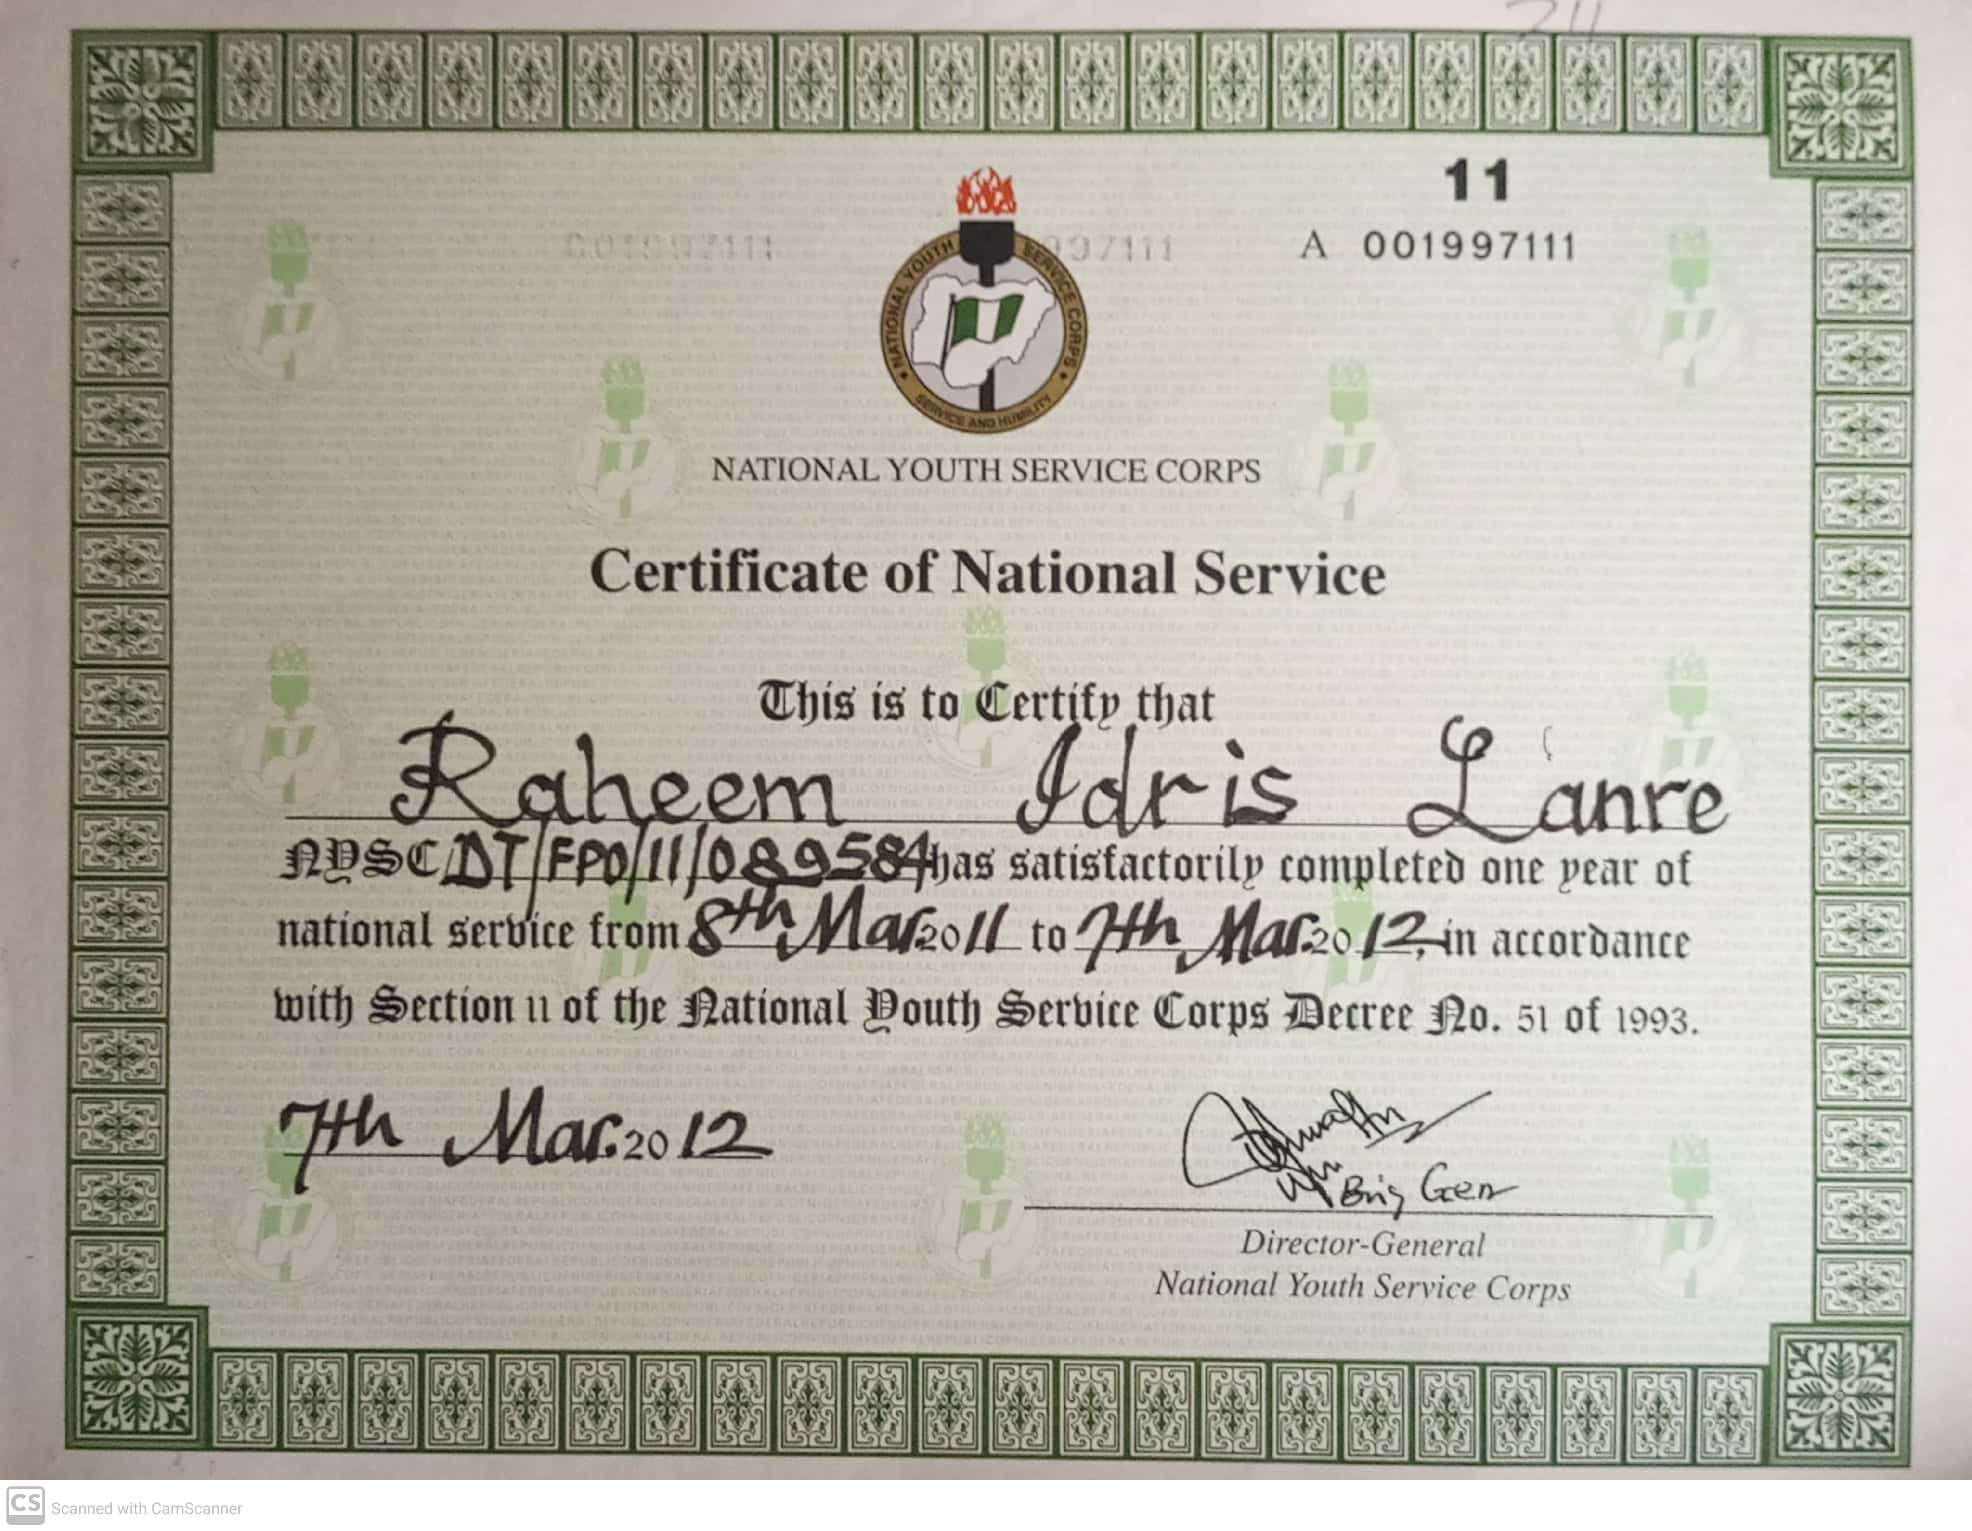 24
11
A 001997111
001997111
997111
NATIONAL YOUTH SERVICE CORPS
SERVICE AND HUMILITY
NATIONAL YOUTH SERVICE CORPS
Certificate of National Service
This is to Certify that
Raheem Idris Lanre
NYSC DT/FPO/11/089584 has satisfactorily completed one year of
national service from 8th Mar. 2011 to 7th Mar. 2012, in accordance
with Section 11 of the National Youth Service Corps Decree No. 51 of 1993.
7th Mar. 2012
Brig Gen
Director-General
National Youth Service Corps
CS Scanned with CamScanner